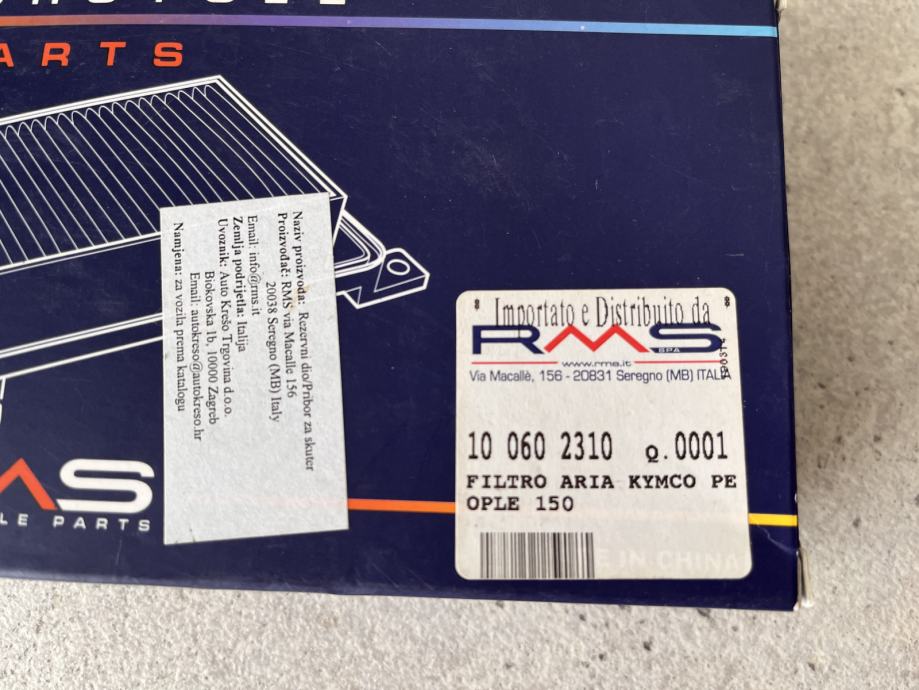 ARTS
Naziv proizvoda: Rezervni dio/Pribor za skuter
Proizvođač: RMS via Macalle 156
20038 Seregno (MB) Italy
Email: info@rms.it
Zemlja podrijetla: Italija
Uvoznik: Auto Krešo Trgovina d.o.o.
Biokovska 1b, 10000 Zagreb
Email: autokreso@autokreso.hr
Namjena: za vozila prema katalogu
MS
LE PARTS
Importato e Distribuito da
RMS
SPA
www.rms.it
Via Macallè, 156 - 20831 Seregno (MB) ITALIA
10 060 2310 Q.0001
FILTRO ARIA KYMCO PE
OPLE 150
E IN CHINA